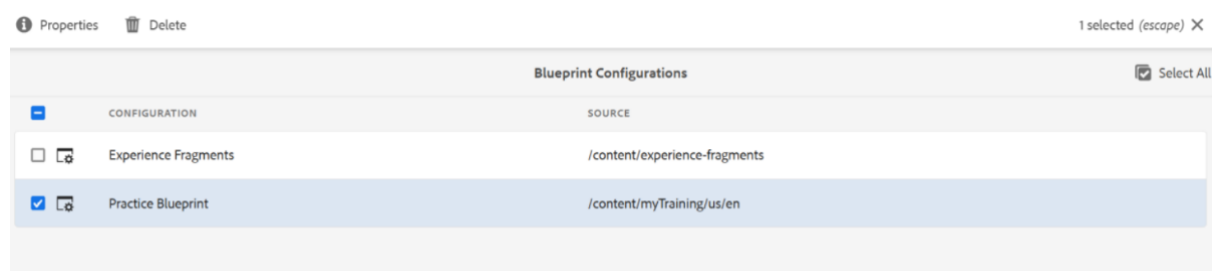 Properties Delete 1 selected (escape)
Blueprint Configurations Select All
CONFIGURATION SOURCE
Experience Fragments /content/experience-fragments
Practice Blueprint /content/myTraining/us/en